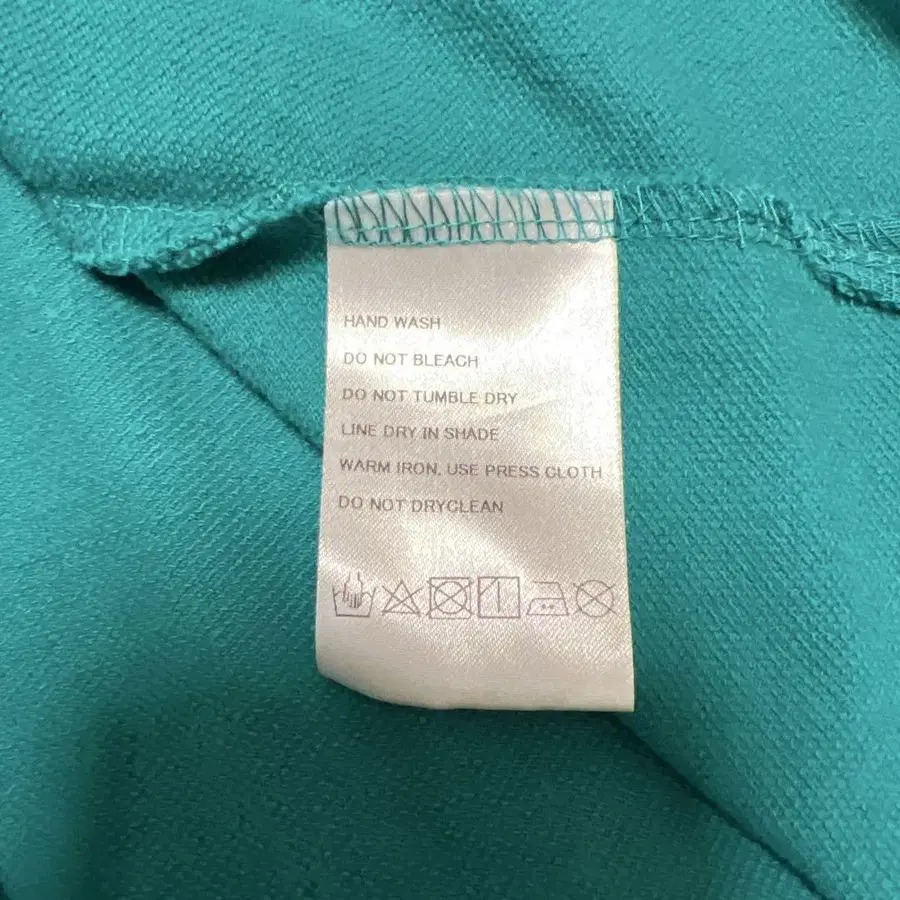 HAND WASH
DO NOT BLEACH
DO NOT TUMBLE DRY
LINE DRY IN SHADE
WARM IRON, USE PRESS CLOTH
DO NOT DRYCLEAN